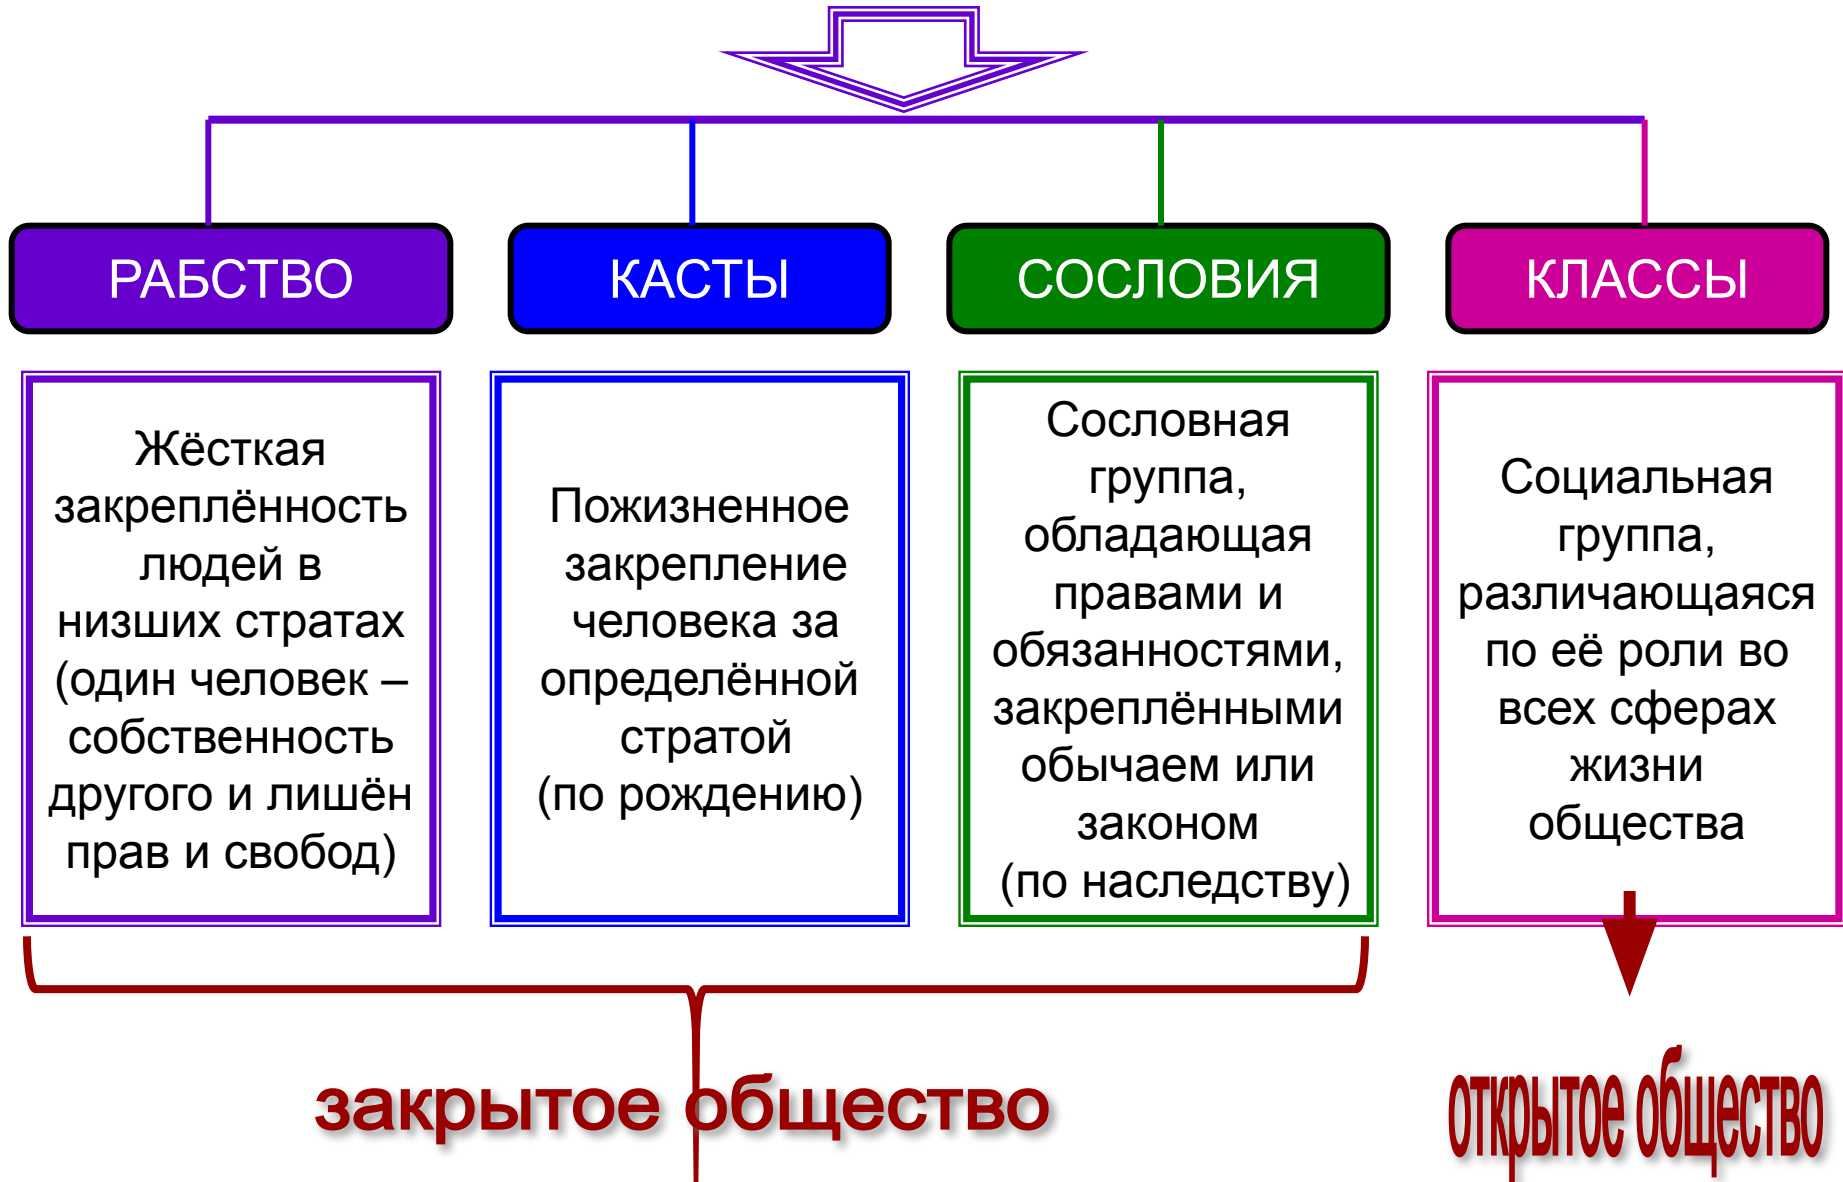 РАБСТВО
Жёсткая
закреплённость
людей в
низших стратах
(один человек –
собственность
другого и лишён
прав и свобод)
КАСТЫ
Пожизненное
закрепление
человека за
определённой
стратой
(по рождению)
СОСЛОВИЯ
Сословная
группа,
обладающая
правами и
обязанностями,
закреплёнными
обычаем или
законом
(по наследству)
КЛАССЫ
Социальная
группа,
различающаяся
по её роли во
всех сферах
жизни
общества
закрытое общество
открытое общество